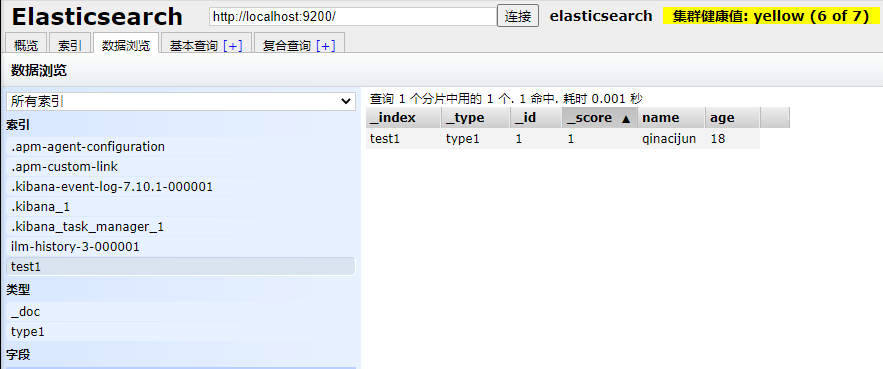 Elasticsearch http://localhost:9200/ 连接 elasticsearch 集群健康值: yellow (6 of 7)
概览 索引 数据浏览 基本查询 [+] 复合查询 [+]
数据浏览
所有索引
索引
.apm-agent-configuration
.apm-custom-link
.kibana-event-log-7.10.1-000001
.kibana_1
.kibana_task_manager_1
ilm-history-3-000001
test1
类型
_doc
type1
字段
查询 1 个分片中用的 1 个. 1 命中. 耗时 0.001 秒
_index _type _id _score ▲ name age
test1 type1 1 1 qinacijun 18